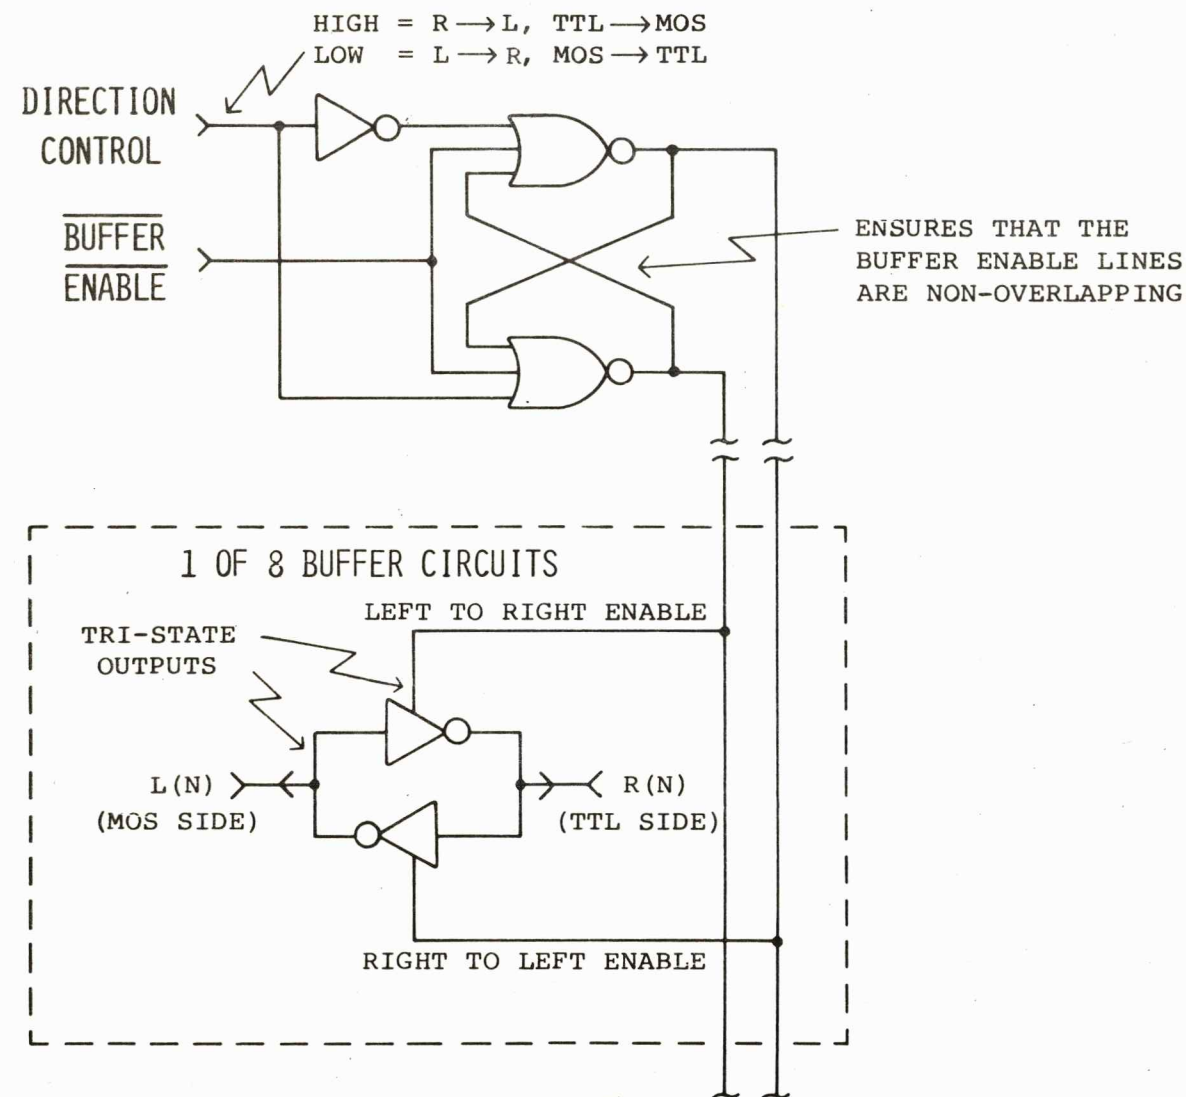 HIGH = R→L, TTL→MOS
LOW = L→R, MOS→TTL
DIRECTION
CONTROL
BUFFER
ENABLE
ENSURES THAT THE
BUFFER ENABLE LINES
ARE NON-OVERLAPPING
1 OF 8 BUFFER CIRCUITS
LEFT TO RIGHT ENABLE
TRI-STATE
OUTPUTS
L(N)
(MOS SIDE)
R(N)
(TTL SIDE)
RIGHT TO LEFT ENABLE